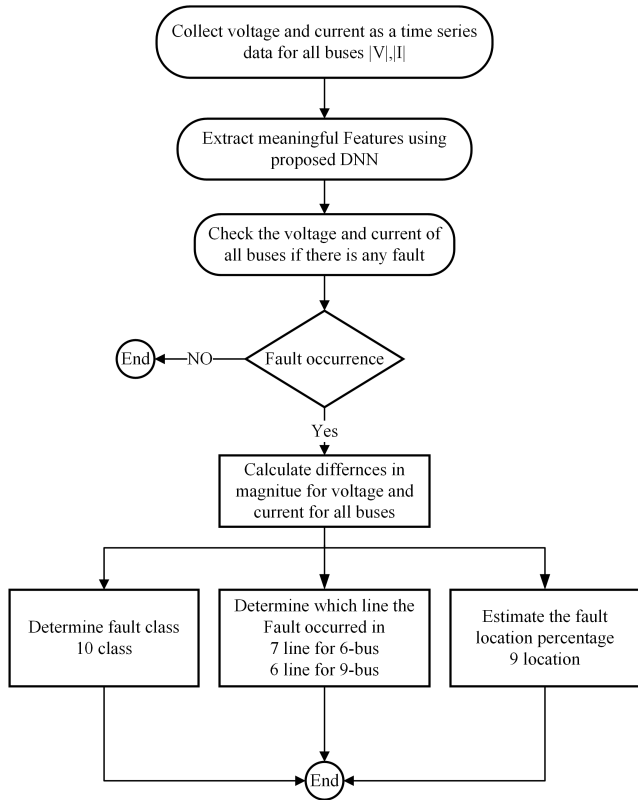 Collect voltage and current as a time series
data for all buses |V|,|I|
Extract meaningful Features using
proposed DNN
Check the voltage and current of
all buses if there is any fault
Fault occurrence
NO
End
Yes
Calculate differnces in
magnitue for voltage and
current for all buses
Determine fault class
10 class
Determine which line the
Fault occurred in
7 line for 6-bus
6 line for 9-bus
Estimate the fault
location percentage
9 location
End